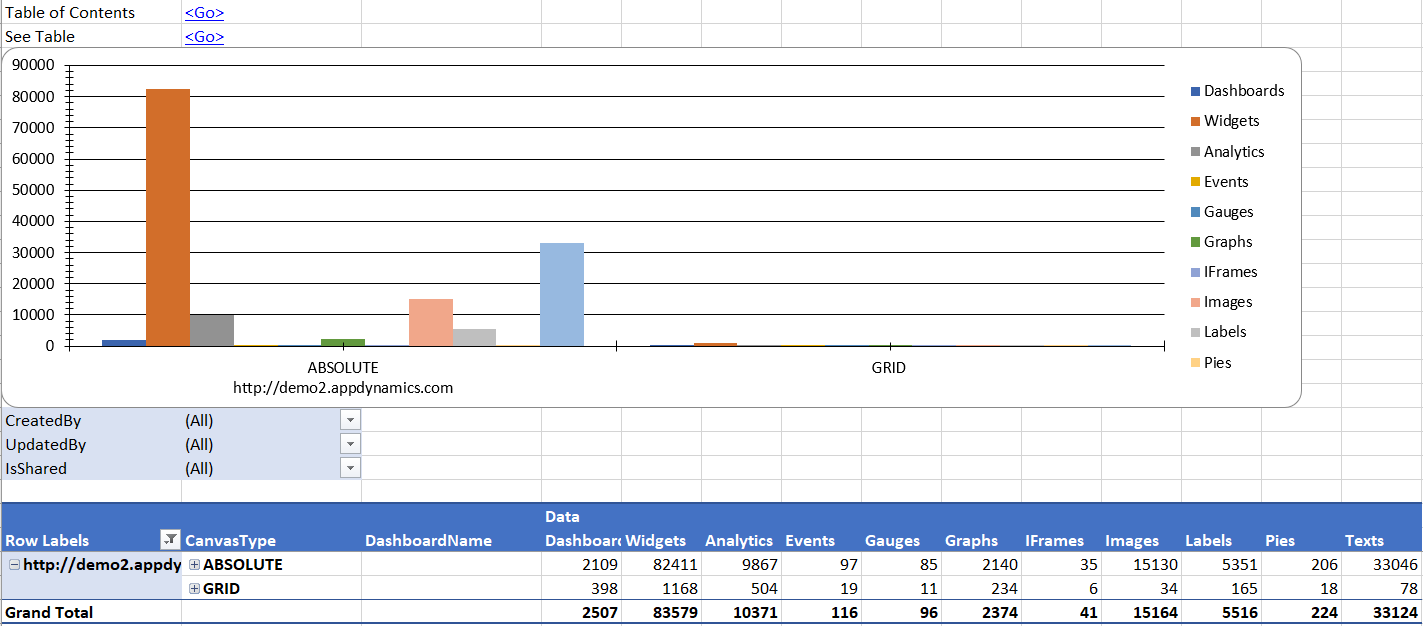 Table of Contents <Go>
See Table <Go>
90000
80000
70000
60000
50000
40000
30000
20000
10000
0
ABSOLUTE GRID
http://demo2.appdynamics.com
Dashboards
Widgets
Analytics
Events
Gauges
Graphs
IFrames
Images
Labels
Pies
CreatedBy (All)
UpdatedBy (All)
IsShared (All)
Data
Row Labels CanvasType DashboardName Dashboard Widgets Analytics Events Gauges Graphs IFrames Images Labels Pies Texts
http://demo2.appdy ABSOLUTE 2109 82411 9867 97 85 2140 35 15130 5351 206 33046
GRID 398 1168 504 19 11 234 6 34 165 18 78
Grand Total 2507 83579 10371 116 96 2374 41 15164 5516 224 33124